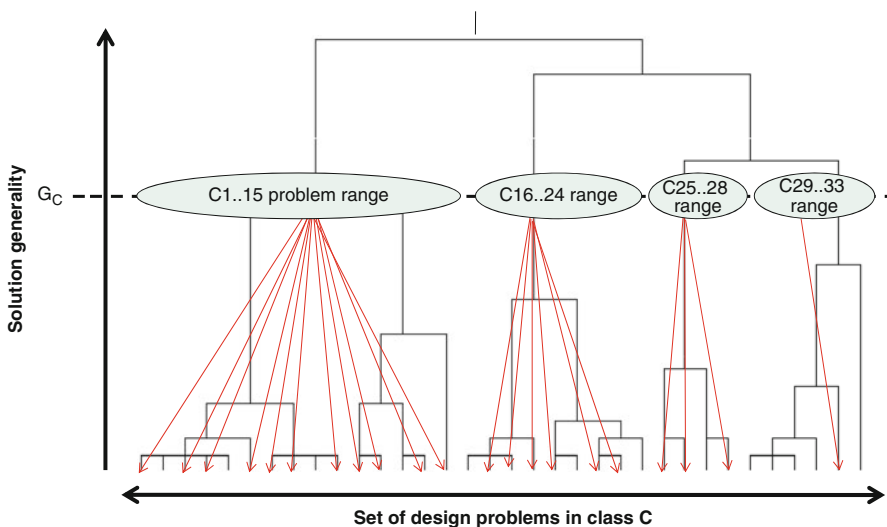 Solution generality
GC
C1..15 problem range
C16..24 range
C25..28
range
C29..33
range
Set of design problems in class C